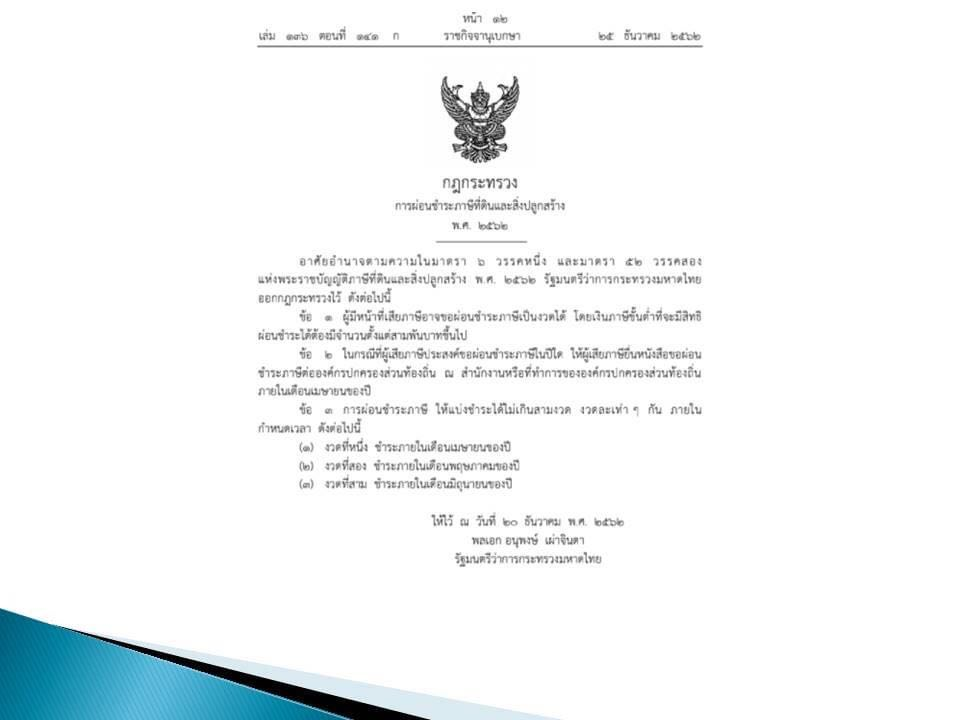 หน้า ๑๒
เล่ม ๑๓๖ ตอนที่ ๑๔๑ ก ราชกิจจานุเบกษา ๒๕ ธันวาคม ๒๕๖๒
กฎกระทรวง
การผ่อนชำระภาษีที่ดินและสิ่งปลูกสร้าง
พ.ศ. ๒๕๖๒
อาศัยอำนาจตามความในมาตรา ๖ วรรคหนึ่ง และมาตรา ๕๒ วรรคสอง
แห่งพระราชบัญญัติภาษีที่ดินและสิ่งปลูกสร้าง พ.ศ. ๒๕๖๒ รัฐมนตรีว่าการกระทรวงมหาดไทย
ออกกฎกระทรวงไว้ ดังต่อไปนี้
ข้อ ๑ ผู้มีหน้าที่เสียภาษีอาจขอผ่อนชำระภาษีเป็นงวดได้ โดยเงินภาษีขั้นต่ำที่จะมีสิทธิ
ผ่อนชำระได้ต้องมีจำนวนตั้งแต่สามพันบาทขึ้นไป
ข้อ ๒ ในกรณีที่ผู้เสียภาษีประสงค์ขอผ่อนชำระภาษีในปีใด ให้ผู้เสียภาษียื่นหนังสือขอผ่อน
ชำระภาษีต่อองค์กรปกครองส่วนท้องถิ่น ณ สำนักงานหรือที่ทำการขององค์กรปกครองส่วนท้องถิ่น
ภายในเดือนเมษายนของปี
ข้อ ๓ การผ่อนชำระภาษี ให้แบ่งชำระได้ไม่เกินสามงวด งวดละเท่า ๆ กัน ภายใน
กำหนดเวลา ดังต่อไปนี้
(๑) งวดที่หนึ่ง ชำระภายในเดือนเมษายนของปี
(๒) งวดที่สอง ชำระภายในเดือนพฤษภาคมของปี
(๓) งวดที่สาม ชำระภายในเดือนมิถุนายนของปี
ให้ไว้ ณ วันที่ ๒๐ ธันวาคม พ.ศ. ๒๕๖๒
พลเอก อนุพงษ์ เผ่าจินดา
รัฐมนตรีว่าการกระทรวงมหาดไทย